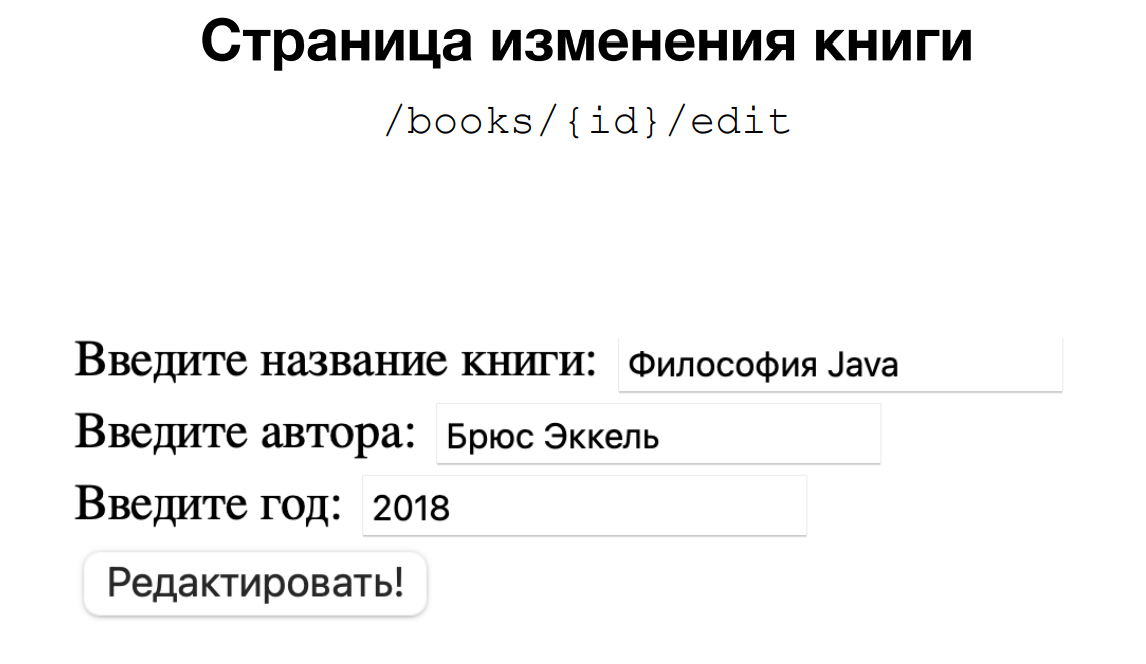 Страница изменения книги
/books/{id}/edit
Введите название книги: Философия Java
Введите автора: Брюс Эккель
Введите год: 2018
Редактировать!